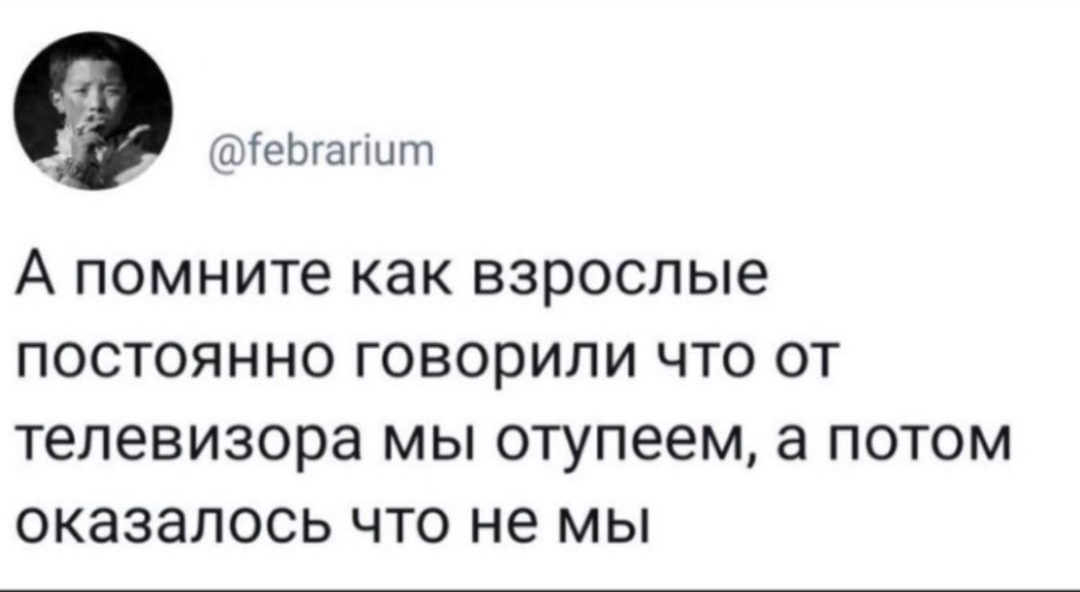 @febrarium
А помните как взрослые
постоянно говорили что от
телевизора мы отупеем, а потом
оказалось что не мы